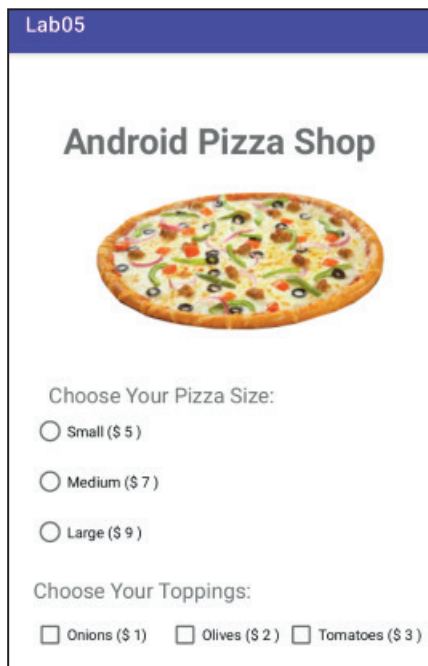 Lab05
Android Pizza Shop
Choose Your Pizza Size:
Small ($ 5 )
Medium ($ 7 )
Large ($ 9 )
Choose Your Toppings:
Onions ($ 1) Olives ($ 2 ) Tomatoes ($ 3 )